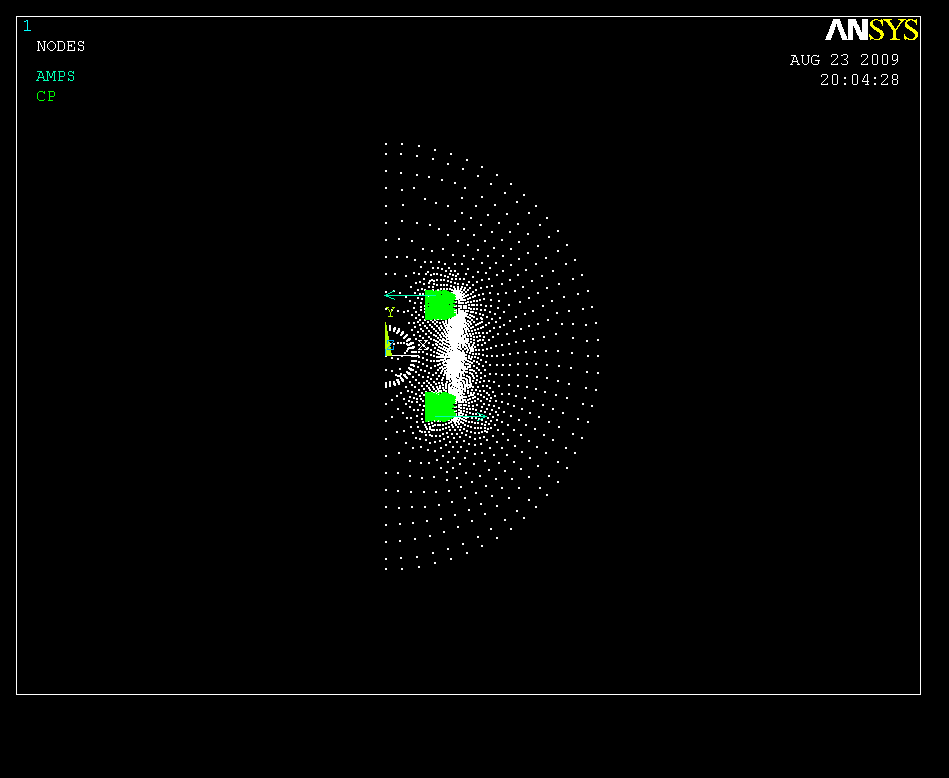 1
ANSYS
NODES
AUG 23 2009
AMPS
20:04:28
CP
Y
X